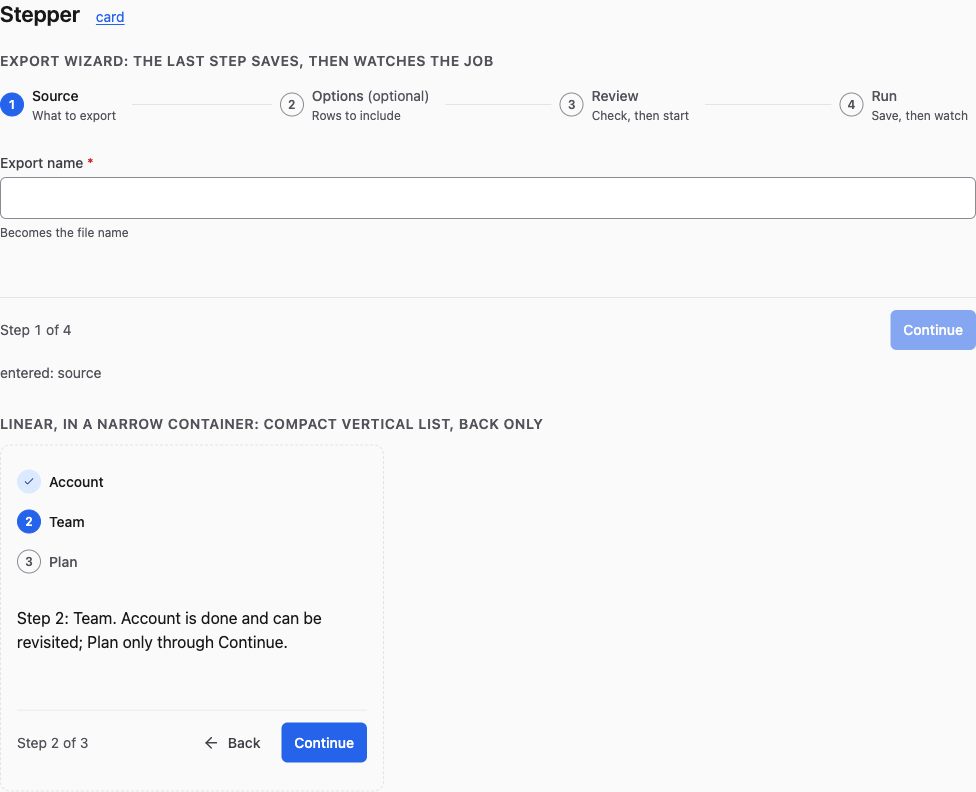 Stepper card
EXPORT WIZARD: THE LAST STEP SAVES, THEN WATCHES THE JOB
1 Source
What to export
2 Options (optional)
Rows to include
3 Review
Check, then start
4 Run
Save, then watch
Export name *
Becomes the file name
Step 1 of 4
Continue
entered: source
LINEAR, IN A NARROW CONTAINER: COMPACT VERTICAL LIST, BACK ONLY
Account
2 Team
3 Plan
Step 2: Team. Account is done and can be
revisited; Plan only through Continue.
Step 2 of 3
Back
Continue